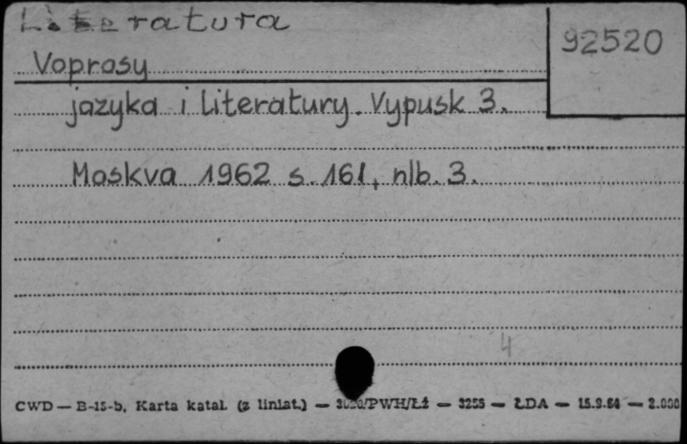 Literatura
92520
Voprosy
jazyka i literatury. Vypusk 3.
Moskva 1962 s. 161, nlb. 3.
4
CWD — B-15-b, Karta katal. (z liniat.) — /PWH/Łź — 3255 — ŁDA — 15.9.64 — 2.000